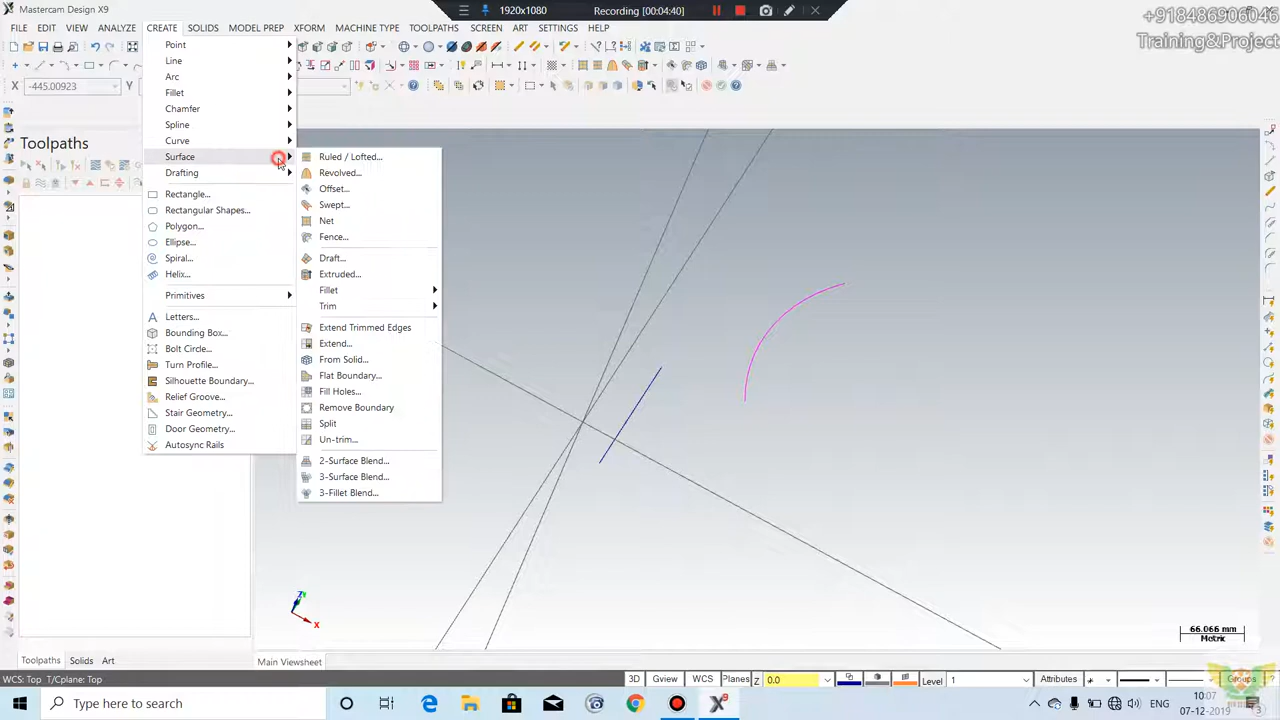 Mastercam Design X9
1920x1080
Recording [00:04:40]
+918486906046
Training&Project
FILE EDIT VIEW ANALYZE CREATE SOLIDS MODEL PREP XFORM MACHINE TYPE TOOLPATHS SCREEN ART SETTINGS HELP
X -445.00923 Y
Toolpaths
Point
Line
Arc
Fillet
Chamfer
Spline
Curve
Surface
Drafting
Rectangle...
Rectangular Shapes...
Polygon...
Ellipse...
Spiral...
Helix...
Primitives
Letters...
Bounding Box...
Bolt Circle...
Turn Profile...
Silhouette Boundary...
Relief Groove...
Stair Geometry...
Door Geometry...
Autosync Rails
Ruled / Lofted...
Revolved...
Offset...
Swept...
Net
Fence...
Draft...
Extruded...
Fillet
Trim
Extend Trimmed Edges
Extend...
From Solid...
Flat Boundary...
Fill Holes...
Remove Boundary
Split
Un-trim...
2-Surface Blend...
3-Surface Blend...
3-Fillet Blend...
X
66.066 mm
Metric
Toolpaths Solids Art
Main Viewsheet
WCS: Top T/Cplane: Top
3D Gview WCS Planes Z 0.0 Level 1 Attributes Groups ?
Type here to search
ENG
10:07
07-12-2019